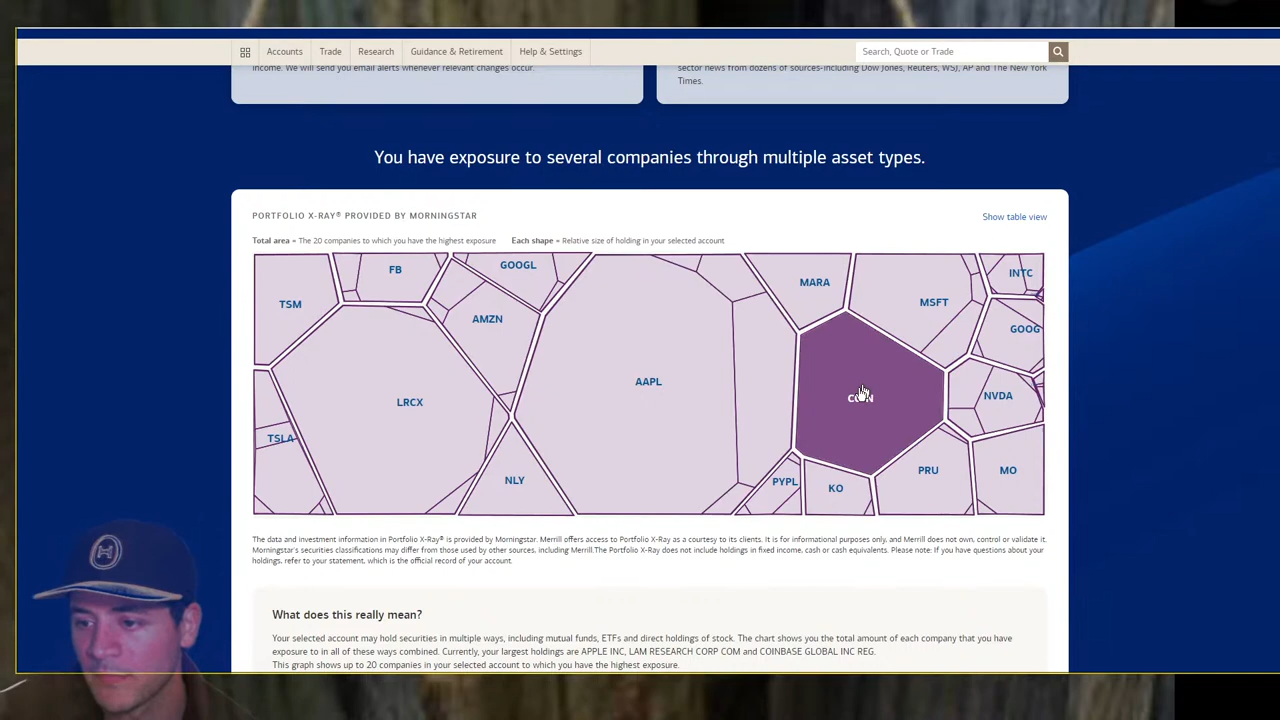 Accounts
Trade
Research
Guidance & Retirement
Help & Settings
Search, Quote or Trade
income. We will send you email alerts whenever relevant changes occur.
sector news from dozens of sources-including Dow Jones, Reuters, WSJ, AP and The New York
Times.
You have exposure to several companies through multiple asset types.
PORTFOLIO X-RAY® PROVIDED BY MORNINGSTAR
Show table view
Total area = The 20 companies to which you have the highest exposure
Each shape = Relative size of holding in your selected account
TSM
FB
GOOGL
AMZN
MARA
MSFT
INTC
GOOG
AAPL
LRCX
NVDA
TSLA
NLY
PYPL
KO
PRU
MO
The data and investment information in Portfolio X-Ray® is provided by Morningstar. Merrill offers access to Portfolio X-Ray as a courtesy to its clients. It is for informational purposes only, and Merrill does not own, control or validate it.
Morningstar's securities classifications may differ from those used by other sources, including Merrill.The Portfolio X-Ray does not include holdings in fixed income, cash or cash equivalents. Please note: If you have questions about your
holdings, refer to your statement, which is the official record of your account.
What does this really mean?
Your selected account may hold securities in multiple ways, including mutual funds, ETFs and direct holdings of stock. The chart shows you the total amount of each company that you have
exposure to in all of these ways combined. Currently, your largest holdings are APPLE INC, LAM RESEARCH CORP COM and COINBASE GLOBAL INC REG.
This graph shows up to 20 companies in your selected account to which you have the highest exposure.